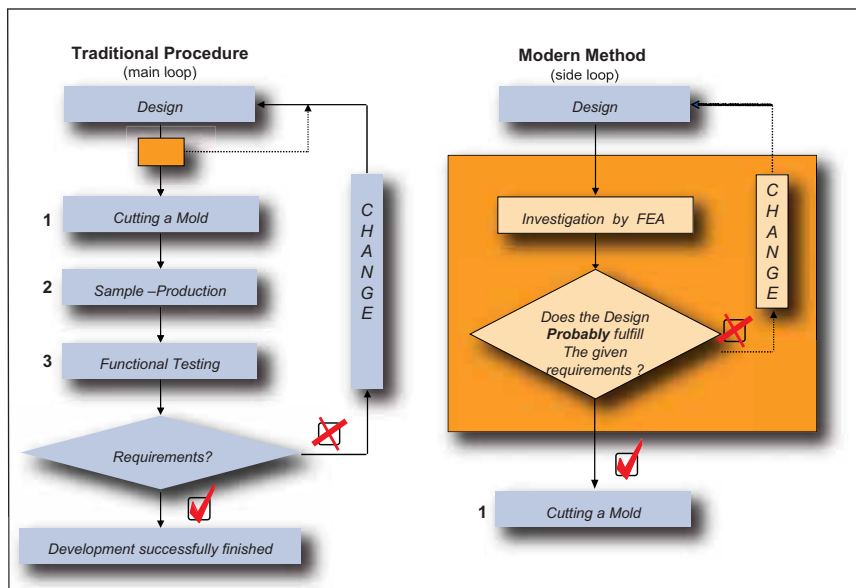 Traditional Procedure
(main loop)
Design
1 Cutting a Mold
2 Sample –Production
3 Functional Testing
Requirements?
Development successfully finished
C
H
A
N
G
E
Modern Method
(side loop)
Design
Investigation by FEA
Does the Design
Probably fulfill
The given
requirements ?
C
H
A
N
G
E
1 Cutting a Mold